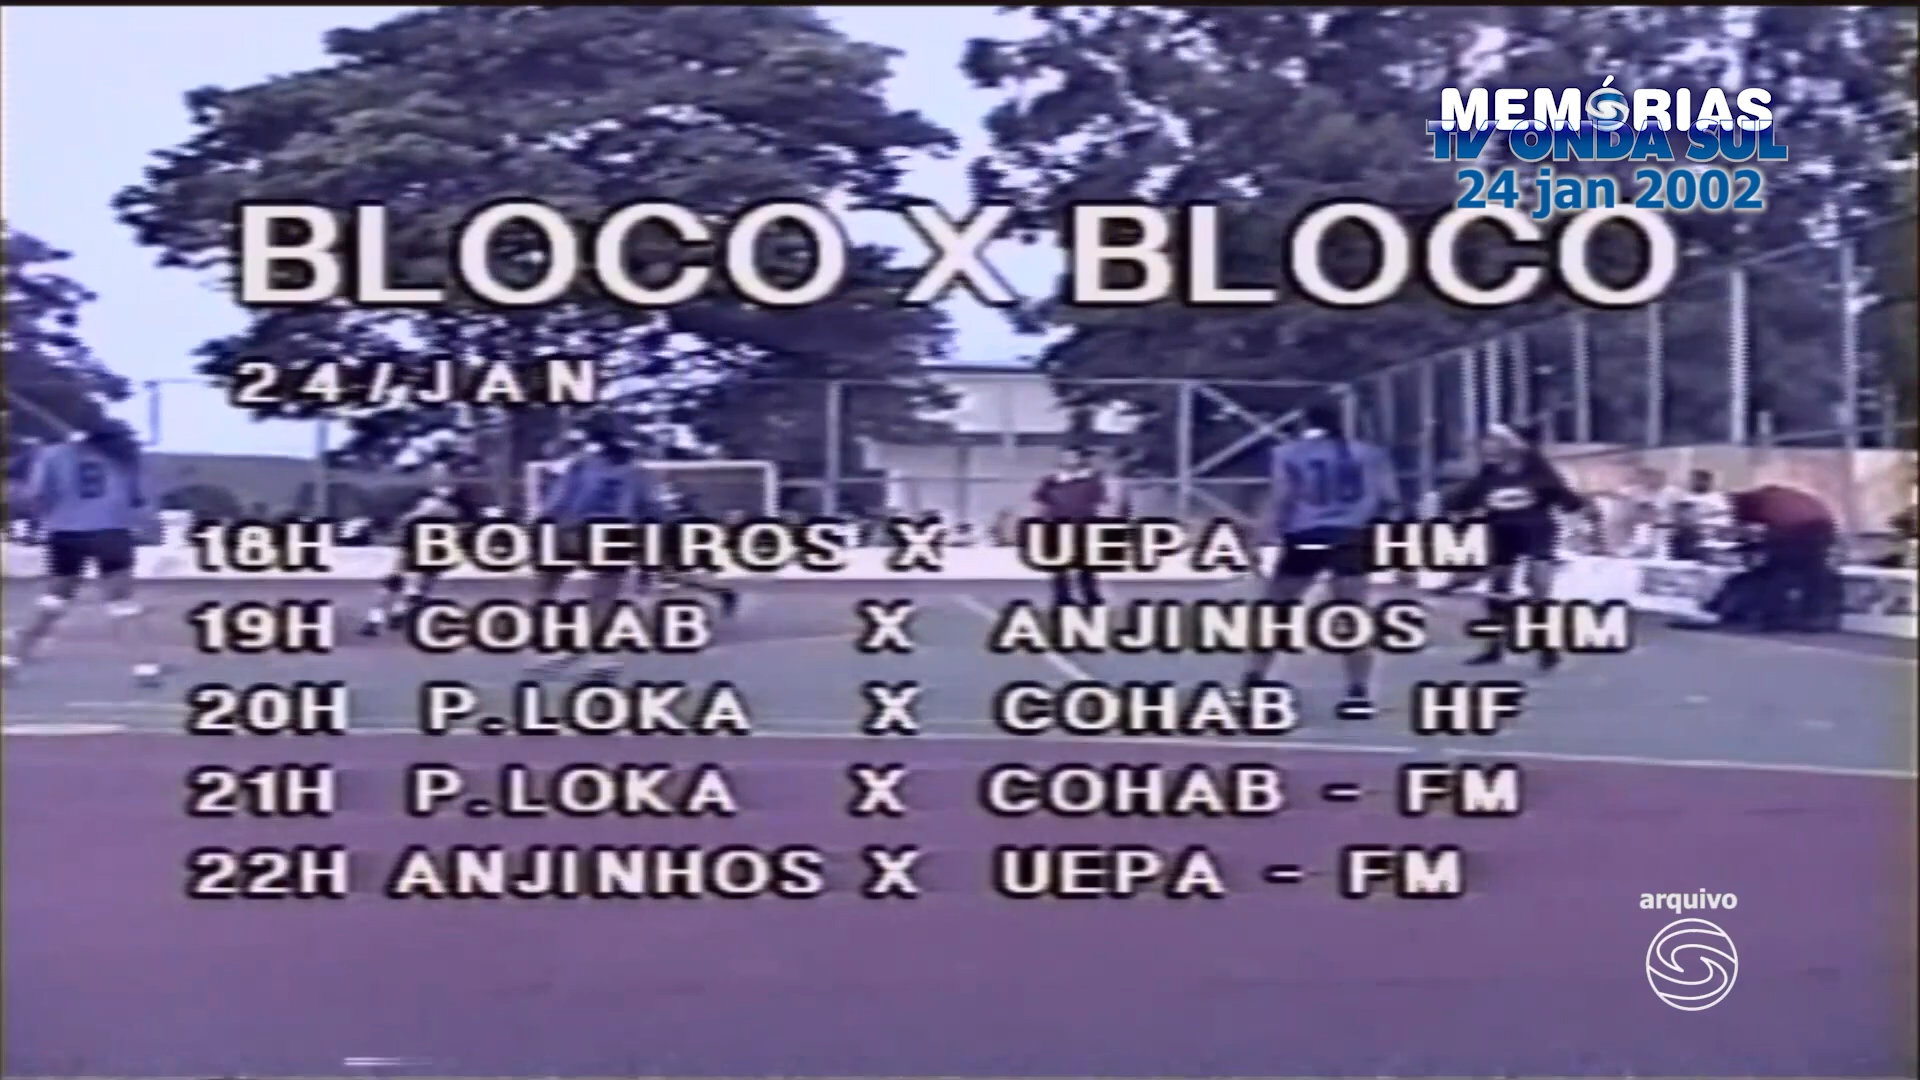 MEMÓRIAS
TV ONDA SUL
24 jan 2002
BLOCO X BLOCO
24/JAN
18H BOLEIROS X UEPA - HM
19H COHAB X ANJINHOS -HM
20H P.LOKA X COHAB - HF
21H P.LOKA X COHAB - FM
22H ANJINHOS X UEPA - FM
arquivo